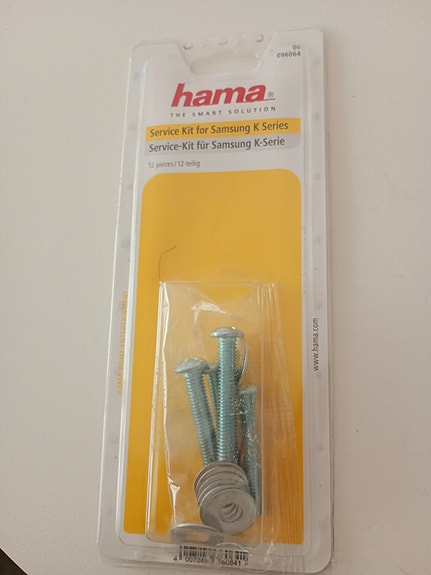 00
096064
hama®
THE SMART SOLUTION
Service Kit for Samsung K Series
Service-Kit für Samsung K-Serie
12 pieces/12-teilig
www.hama.com